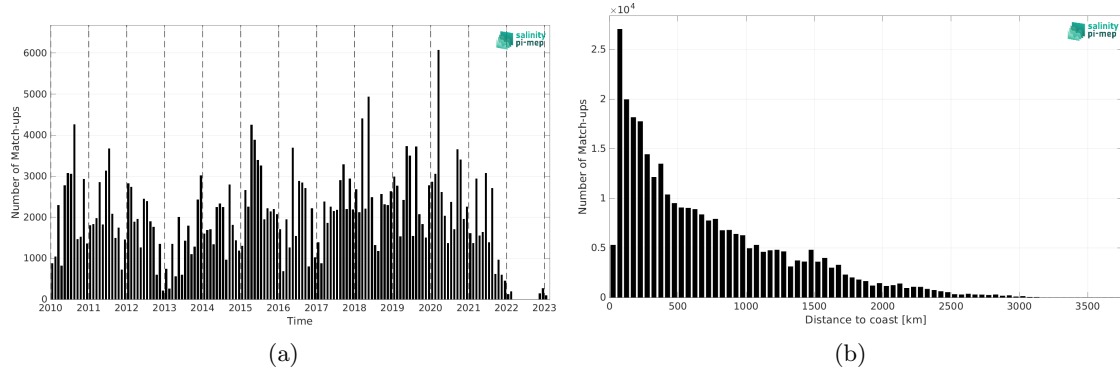 salinity
pi-mep
6000
5000
4000
3000
2000
1000
0
Number of Match-ups
2010 2011 2012 2013 2014 2015 2016 2017 2018 2019 2020 2021 2022 2023
Time
(a)
×10⁴
salinity
pi-mep
2.5
2
1.5
1
0.5
0
Number of Match-ups
0 500 1000 1500 2000 2500 3000 3500
Distance to coast [km]
(b)